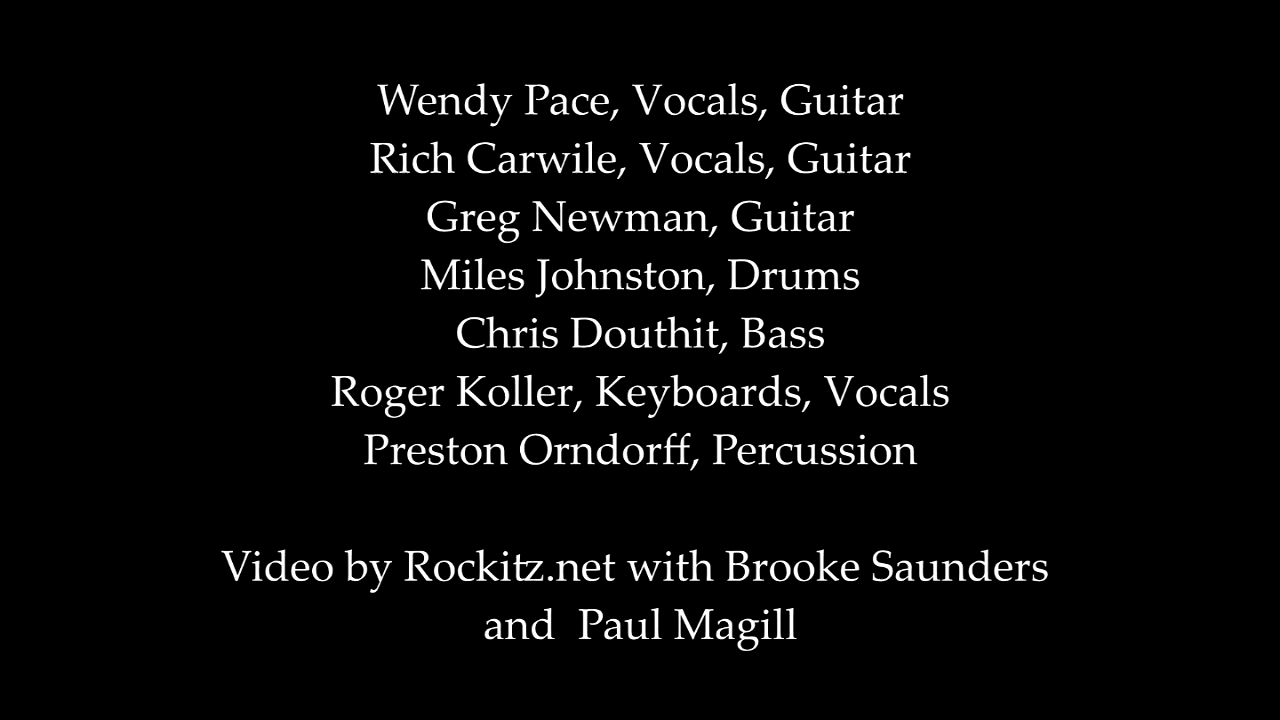 Wendy Pace, Vocals, Guitar
Rich Carwile, Vocals, Guitar
Greg Newman, Guitar
Miles Johnston, Drums
Chris Douthit, Bass
Roger Koller, Keyboards, Vocals
Preston Orndorff, Percussion
Video by Rockitz.net with Brooke Saunders
and  Paul Magill